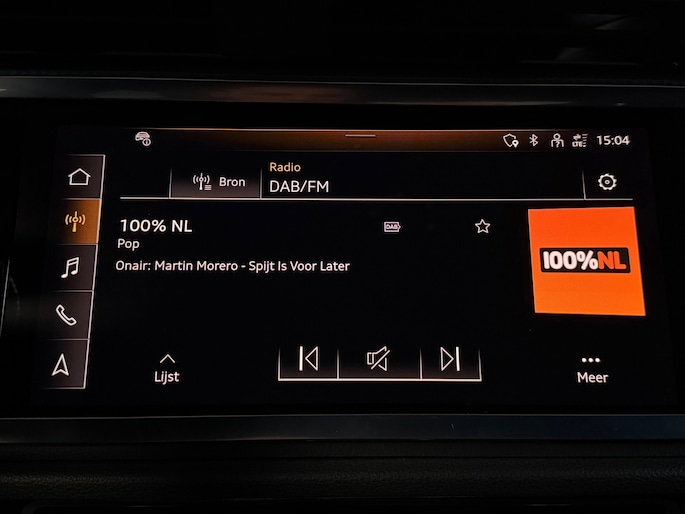 LTE
15:04
Bron
Radio
DAB/FM
100% NL
DAB
Pop
Onair: Martin Morero - Spijt Is Voor Later
100%NL
Lijst
Meer